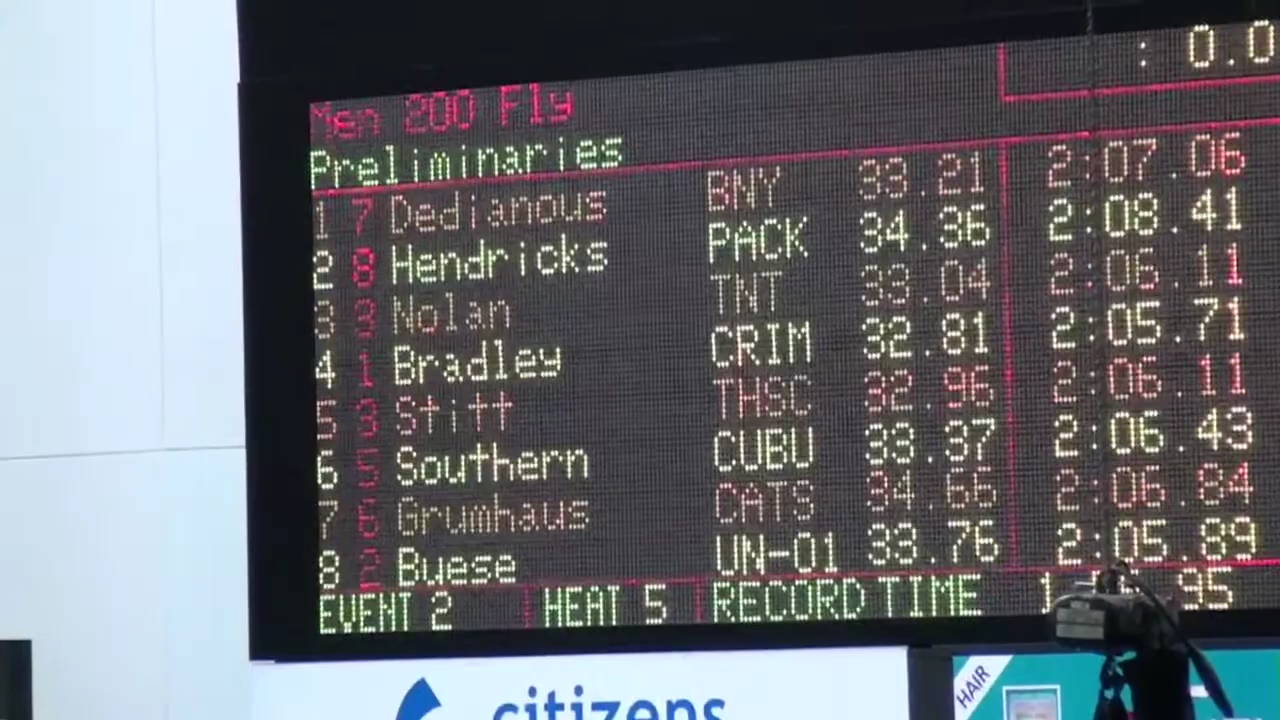 : 0.0
Men 200 Fly
Preliminaries
1 7 Dedianous BNY 33.21 2:07.06
2 8 Hendricks PACK 34.36 2:08.41
3 3 Nolan TNT 33.04 2:06.11
4 1 Bradley CRIM 32.81 2:05.71
5 3 Stitt THSC 32.96 2:06.11
6 5 Southern CUBU 33.37 2:06.43
7 6 Grumhaus CATS 34.66 2:06.84
8 2 Buese UN-01 33.76 2:05.89
EVENT 2 HEAT 5 RECORD TIME 1 .95
citizens
HAIR